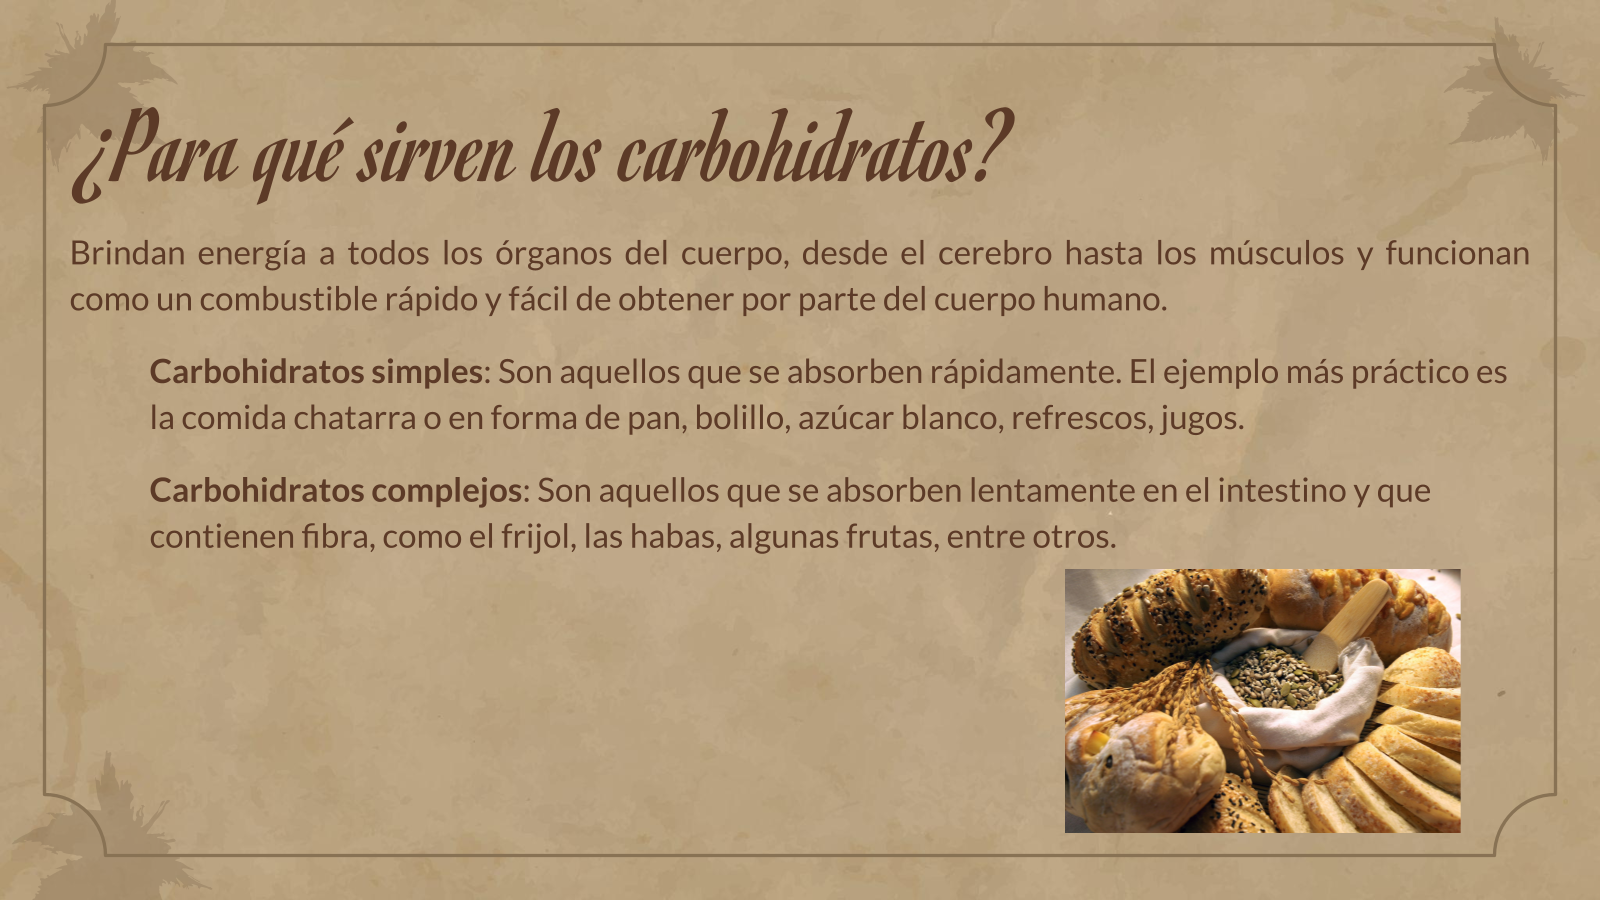 ¿Para qué sirven los carbohidratos?
Brindan energía a todos los órganos del cuerpo, desde el cerebro hasta los músculos y funcionan
como un combustible rápido y fácil de obtener por parte del cuerpo humano.
Carbohidratos simples: Son aquellos que se absorben rápidamente. El ejemplo más práctico es
la comida chatarra o en forma de pan, bolillo, azúcar blanco, refrescos, jugos.
Carbohidratos complejos: Son aquellos que se absorben lentamente en el intestino y que
contienen fibra, como el frijol, las habas, algunas frutas, entre otros.